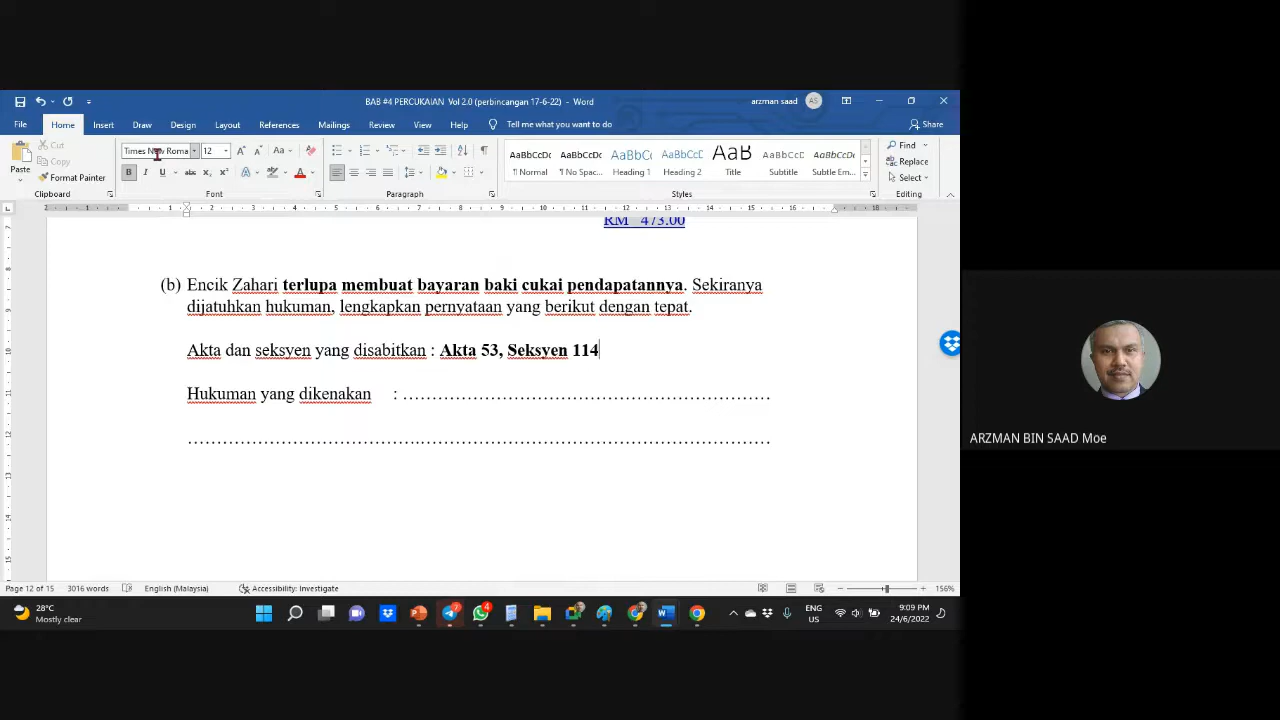 BAB #4 PERCUKAIAN Vol 2.0 (perbincangan 17-6-22) - Word
arzman saad
AS
File Home Insert Draw Design Layout References Mailings Review View Help Tell me what you want to do
Share
Paste
Cut
Copy
Format Painter
Clipboard
Times New Roma
12
Font
Paragraph
AaBbCcDc AaBbCcDc AaBbCc AaBbCcD AaB AaBbCcD AaBbCcDc
¶ Normal ¶ No Spac... Heading 1 Heading 2 Title Subtitle Subtle Em...
Styles
Find
Replace
Select
Editing
RM 473.00
(b) Encik Zahari terlupa membuat bayaran baki cukai pendapatannya. Sekiranya
dijatuhkan hukuman, lengkapkan pernyataan yang berikut dengan tepat.
Akta dan seksyen yang disabitkan : Akta 53, Seksyen 114
Hukuman yang dikenakan : ……………………………………………………
……………………………………………………………………………………
ARZMAN BIN SAAD Moe
Page 12 of 15 3016 words English (Malaysia) Accessibility: Investigate 156%
28°C
Mostly clear
ENG
US
9:09 PM
24/6/2022